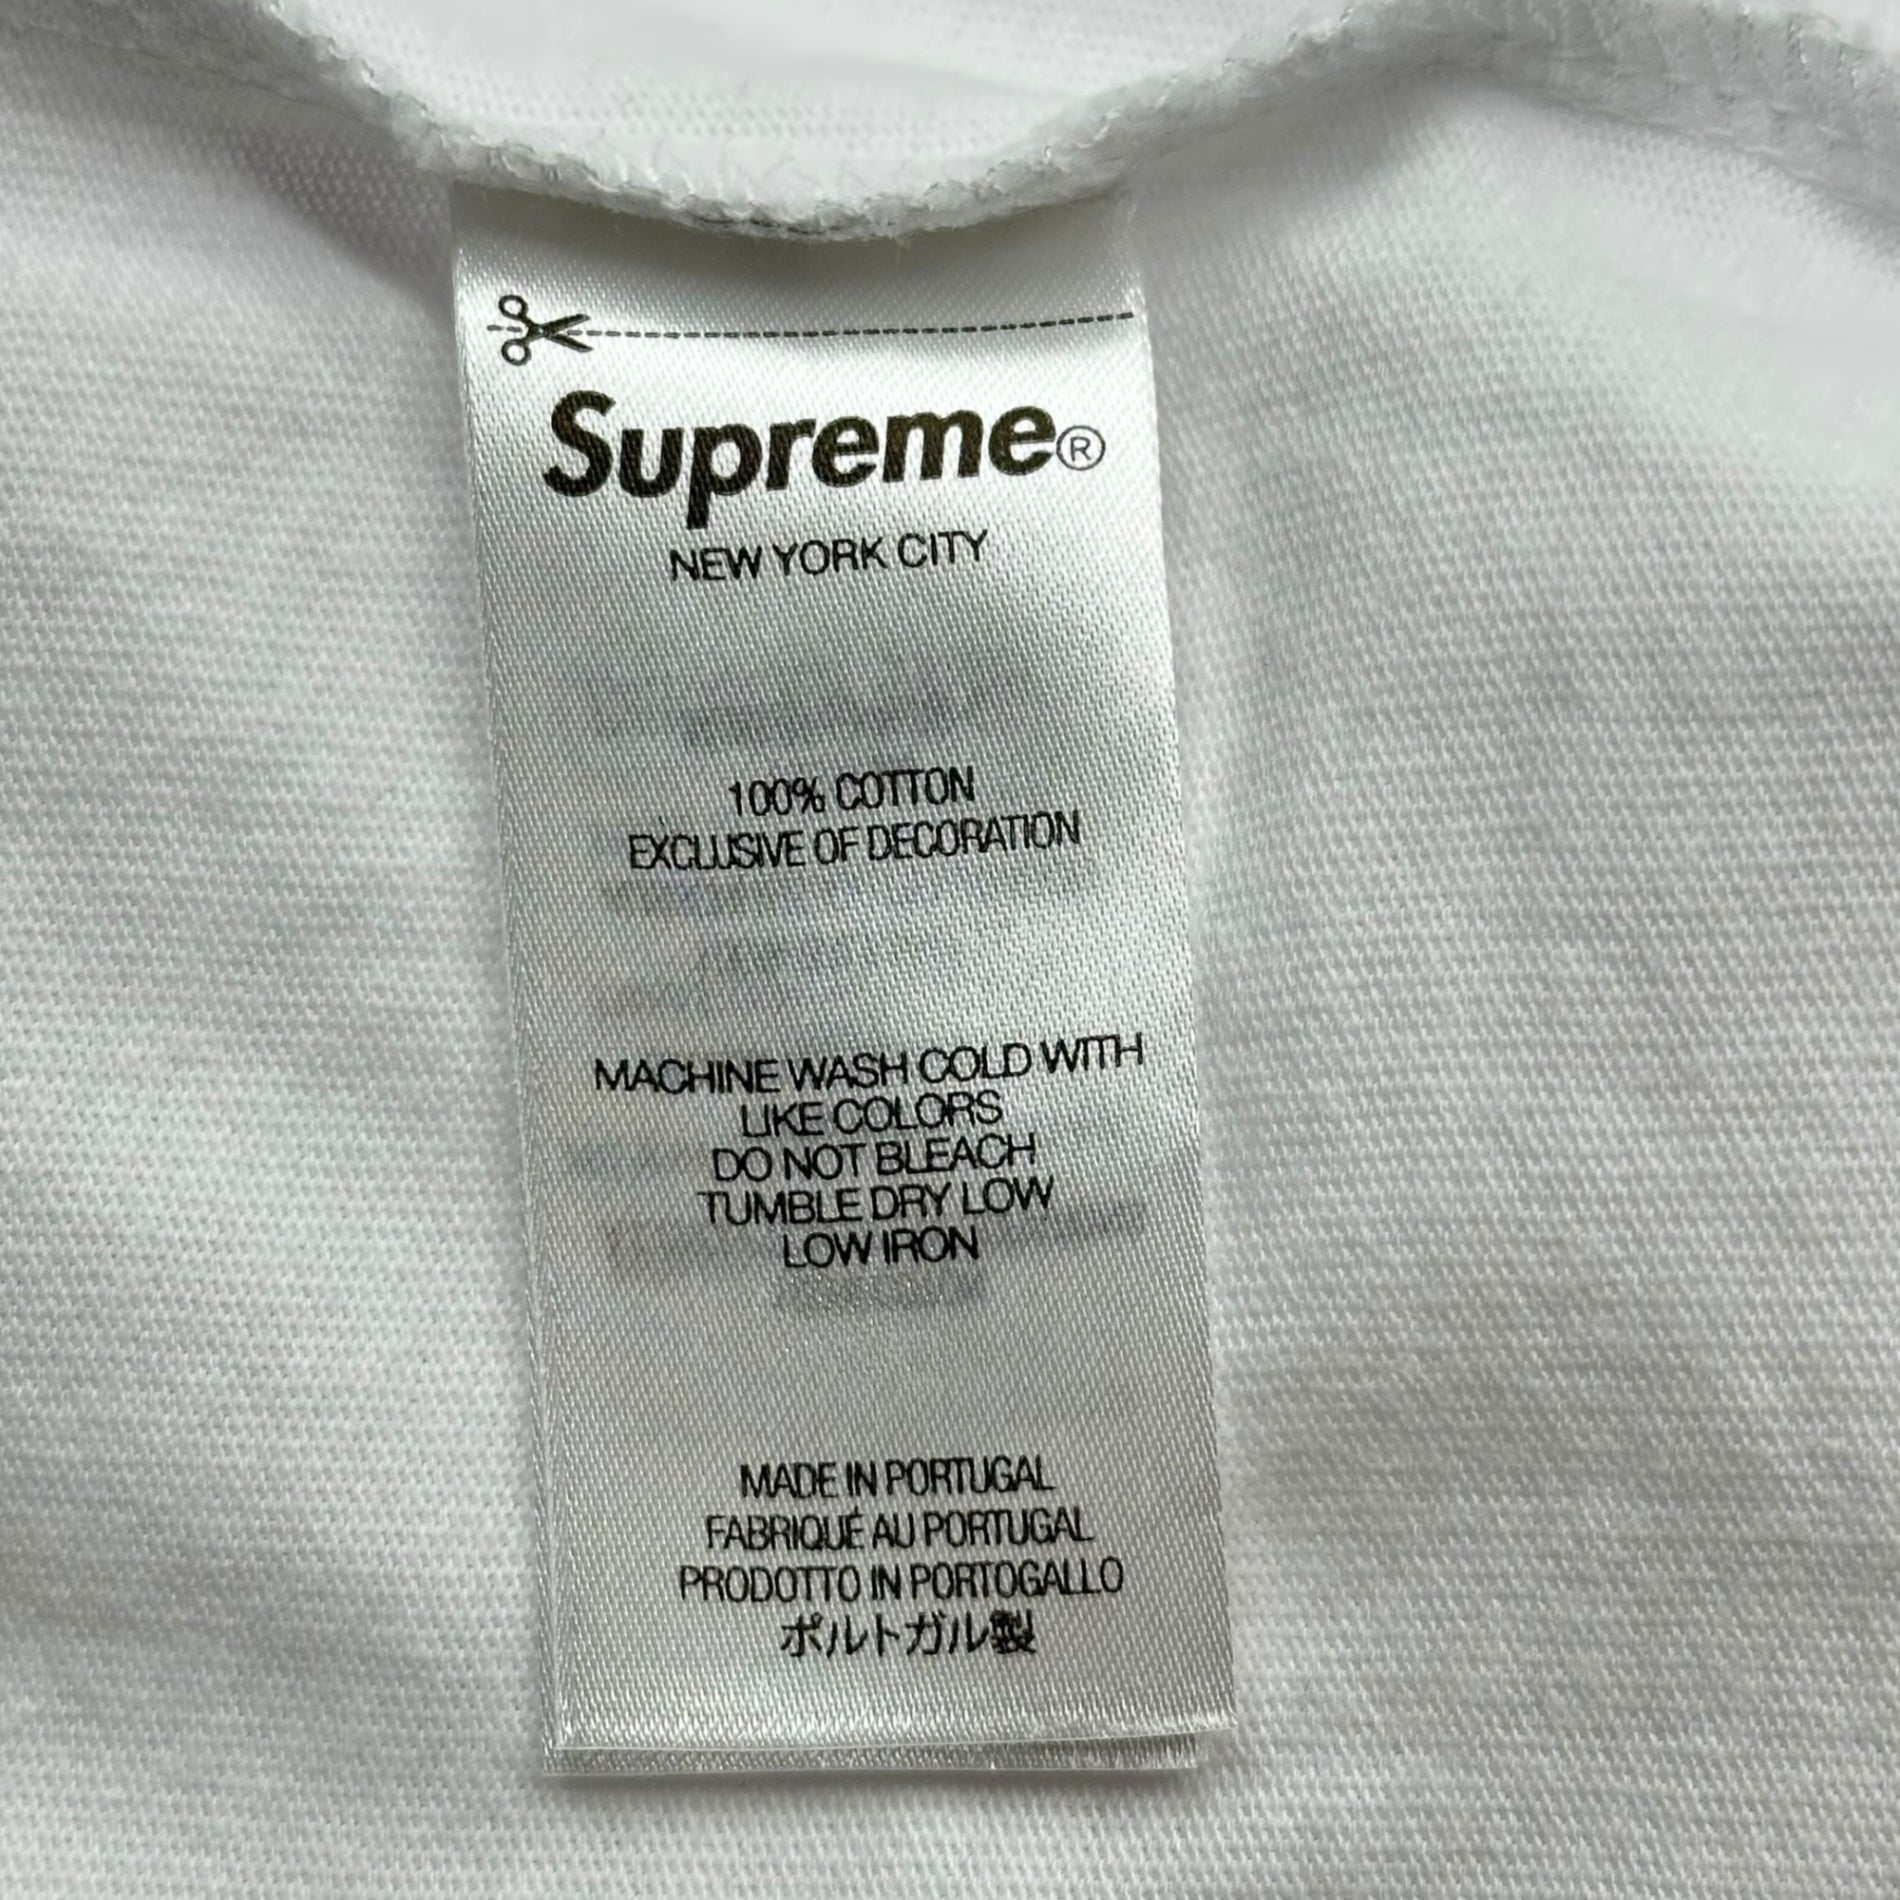 Supreme®
NEW YORK CITY
100% COTTON
EXCLUSIVE OF DECORATION
MACHINE WASH COLD WITH
LIKE COLORS
DO NOT BLEACH
TUMBLE DRY LOW
LOW IRON
MADE IN PORTUGAL
FABRIQUÉ AU PORTUGAL
PRODOTTO IN PORTOGALLO
ポルトガル製